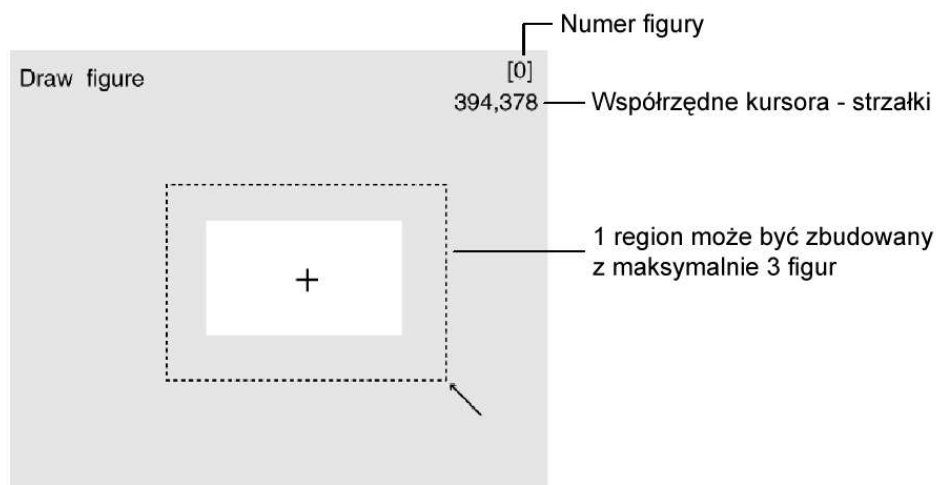 Numer figury
Draw figure
[0]
394,378
Współrzędne kursora - strzałki
1 region może być zbudowany
z maksymalnie 3 figur